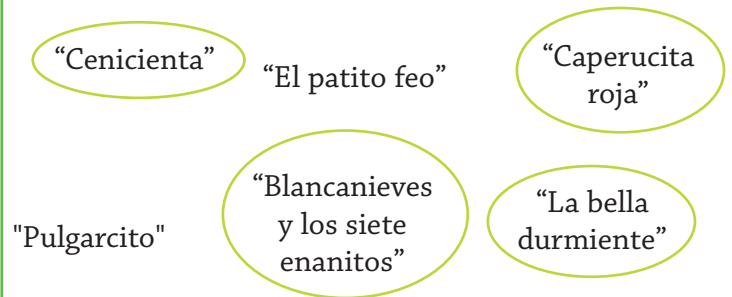 “Cenicienta”
“El patito feo”
“Caperucita
roja”
"Pulgarcito"
“Blancanieves
y los siete
enanitos”
“La bella
durmiente”